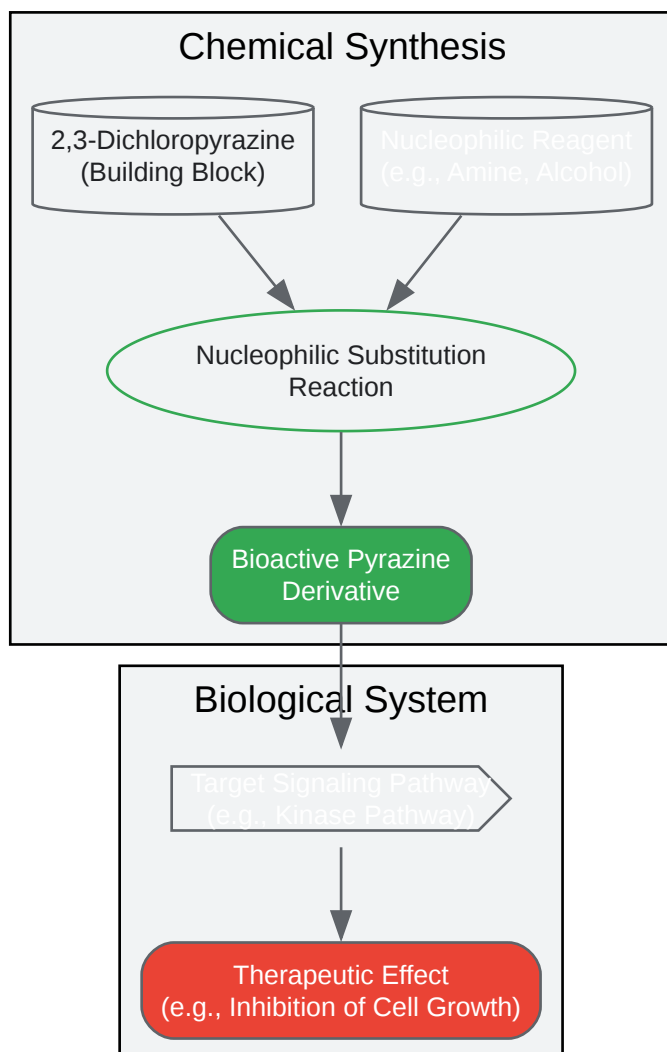 Chemical Synthesis
2,3-Dichloropyrazine
(Building Block)
Nucleophilic Reagent
(e.g., Amine, Alcohol)
Nucleophilic Substitution
Reaction
Bioactive Pyrazine
Derivative
Biological System
Target Signaling Pathway
(e.g., Kinase Pathway)
Therapeutic Effect
(e.g., Inhibition of Cell Growth)